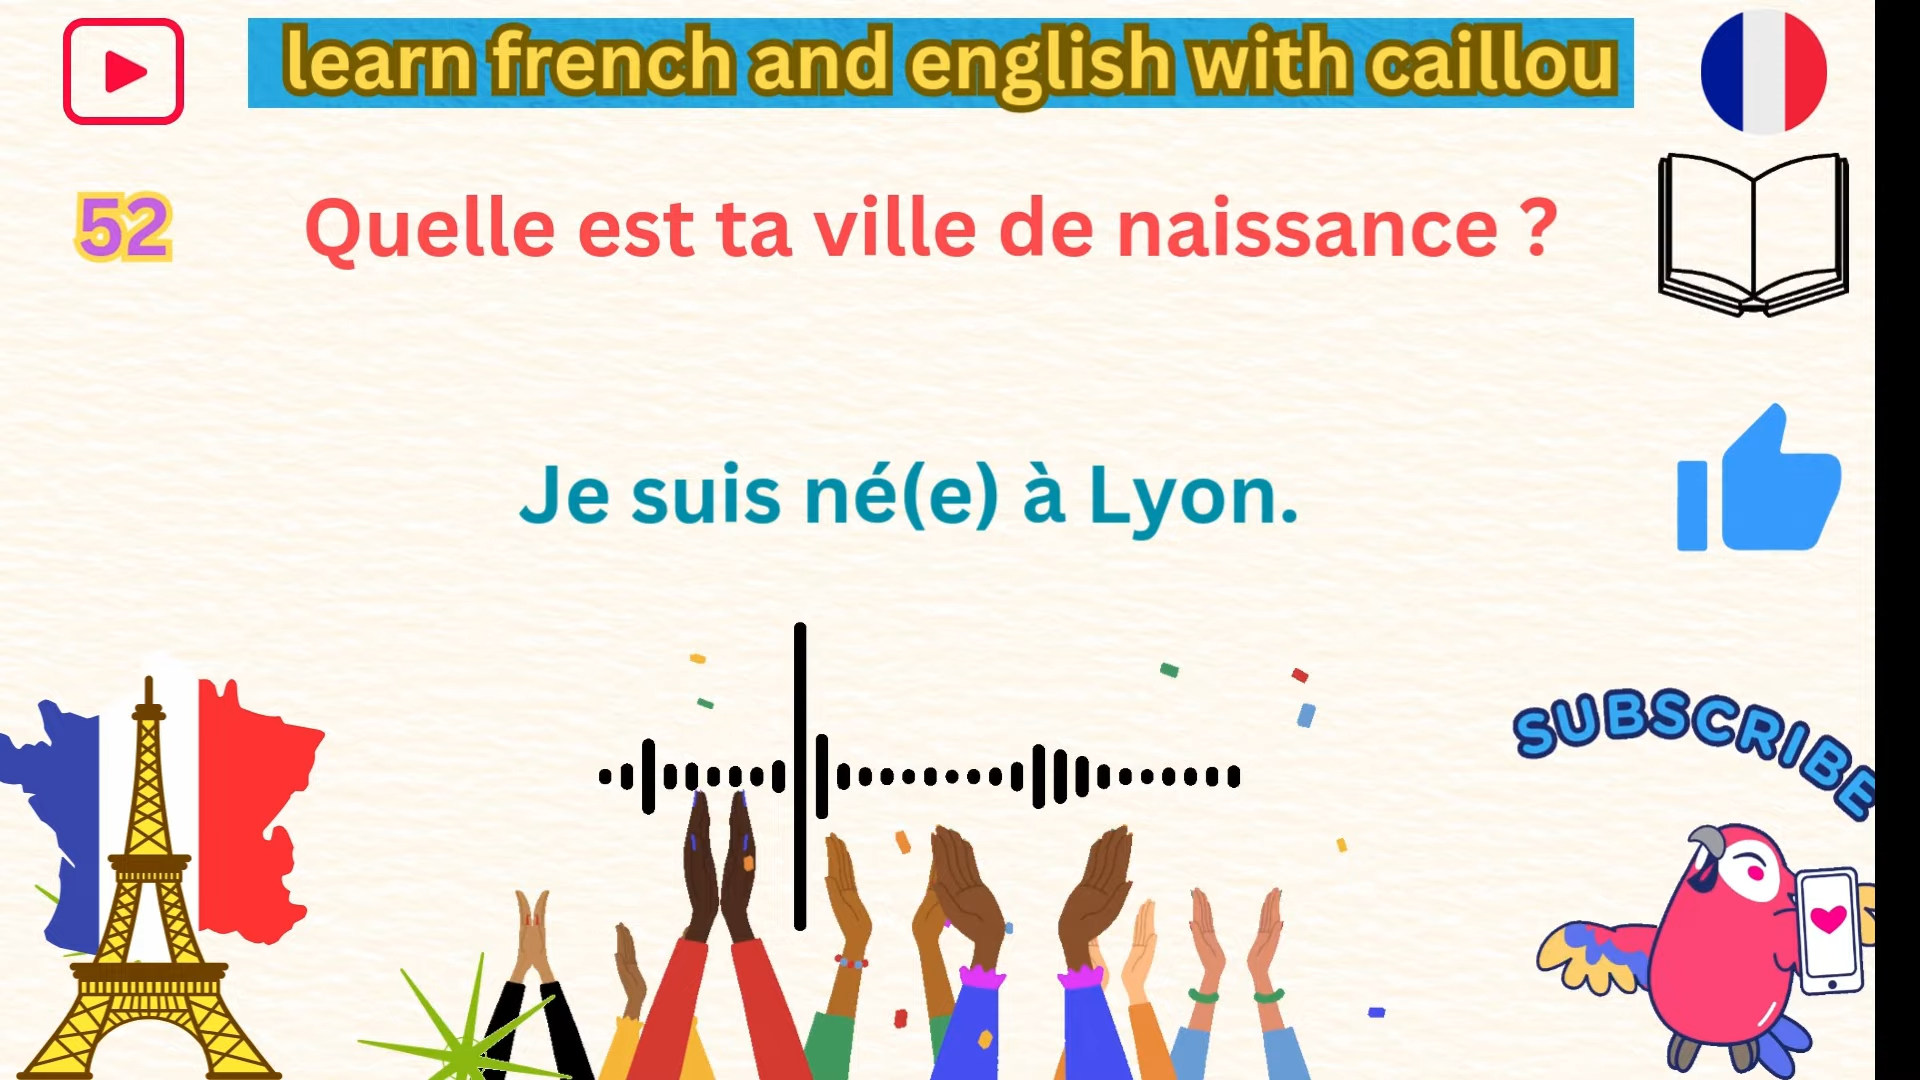 learn french and english with caillou
52 Quelle est ta ville de naissance ?
Je suis né(e) à Lyon.
SUBSCRIBE